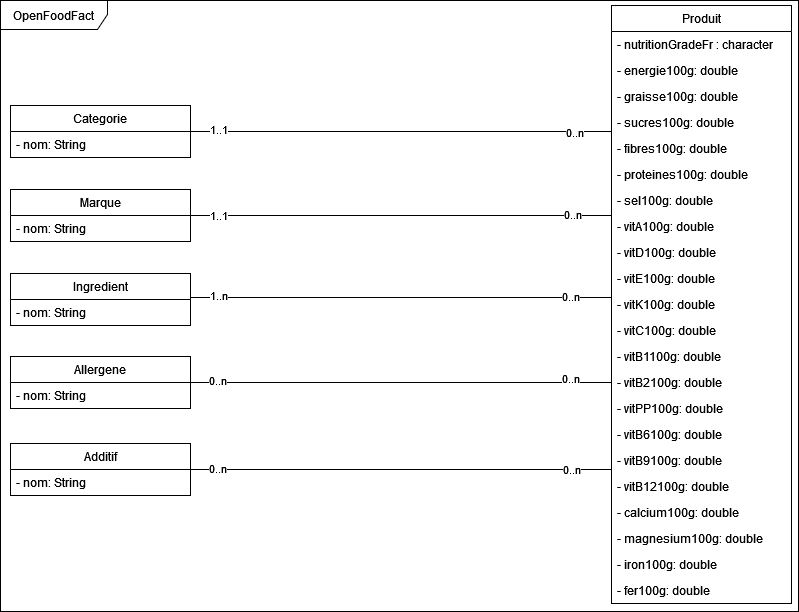 OpenFoodFact
Categorie
- nom: String
1..1
0..n
Marque
- nom: String
1..1
0..n
Ingredient
- nom: String
1..n
0..n
Allergene
- nom: String
0..n
0..n
Additif
- nom: String
0..n
0..n
Produit
- nutritionGradeFr : character
- energie100g: double
- graisse100g: double
- sucres100g: double
- fibres100g: double
- proteines100g: double
- sel100g: double
- vitA100g: double
- vitD100g: double
- vitE100g: double
- vitK100g: double
- vitC100g: double
- vitB1100g: double
- vitB2100g: double
- vitPP100g: double
- vitB6100g: double
- vitB9100g: double
- vitB12100g: double
- calcium100g: double
- magnesium100g: double
- iron100g: double
- fer100g: double